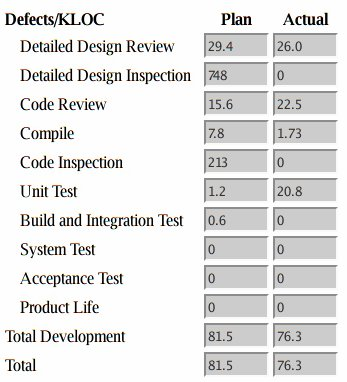 Defects/KLOC Plan Actual
Detailed Design Review 29.4 26.0
Detailed Design Inspection 748 0
Code Review 15.6 22.5
Compile 7.8 1.73
Code Inspection 213 0
Unit Test 1.2 20.8
Build and Integration Test 0.6 0
System Test 0 0
Acceptance Test 0 0
Product Life 0 0
Total Development 81.5 76.3
Total 81.5 76.3